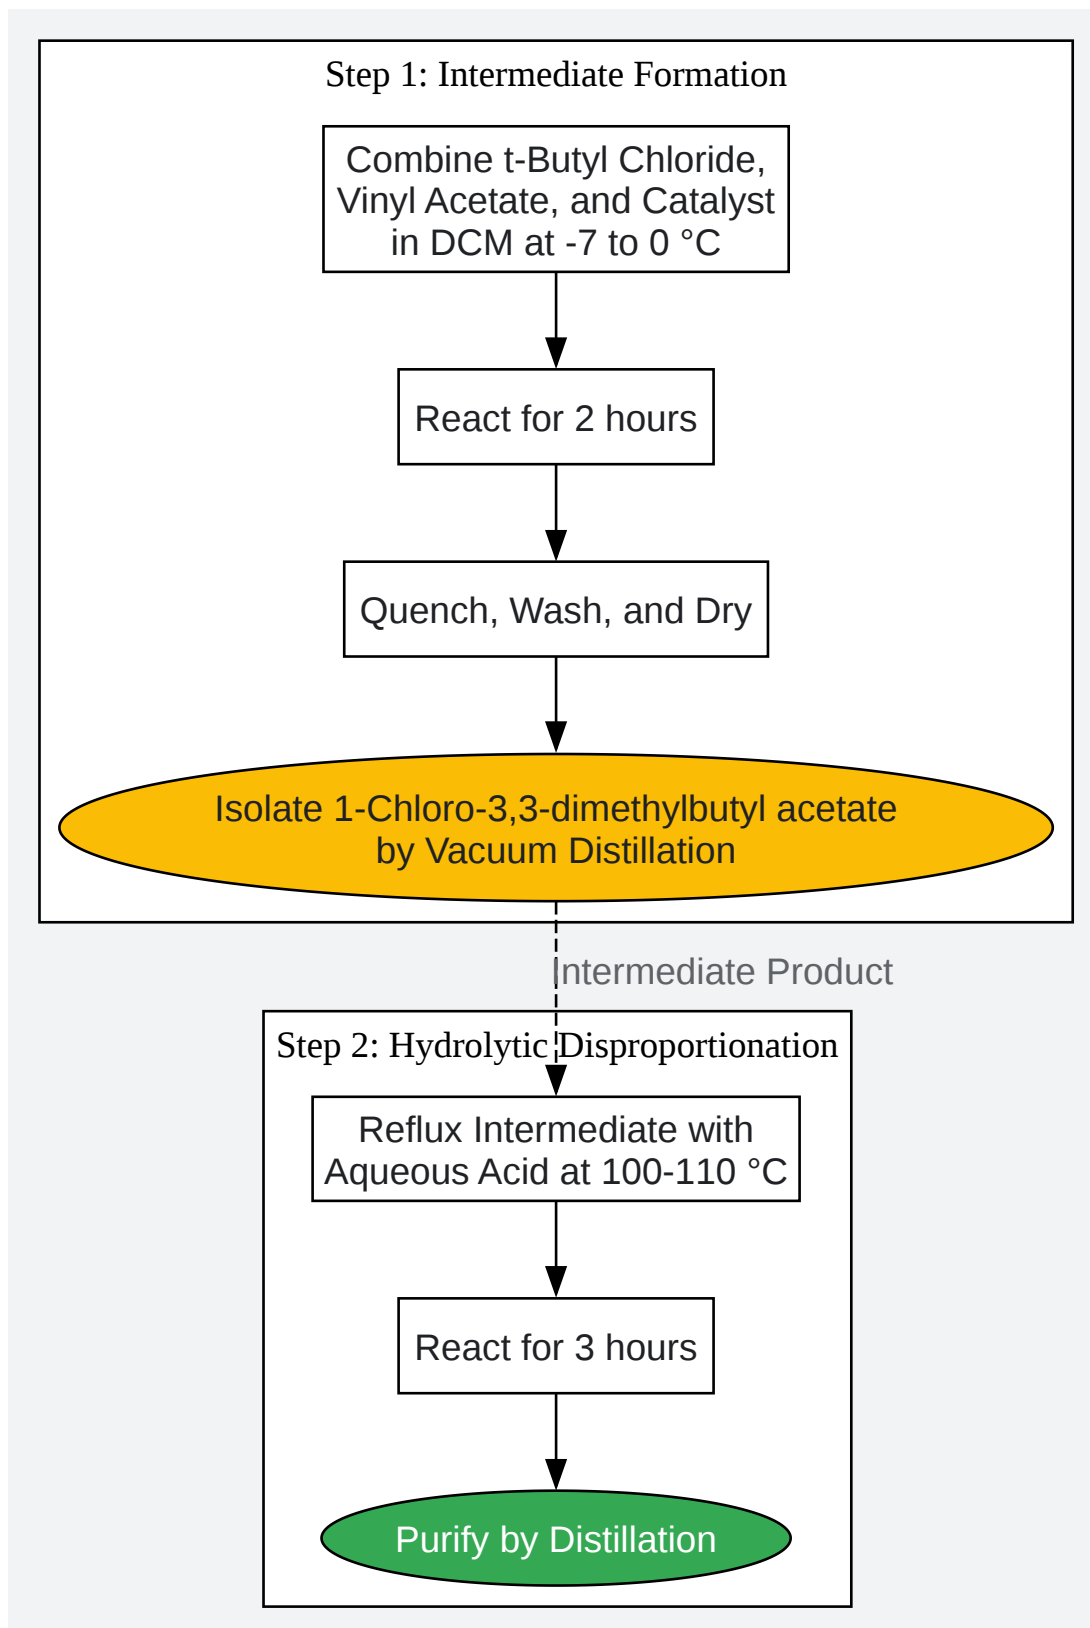 Step 1: Intermediate Formation
Combine t-Butyl Chloride,
Vinyl Acetate, and Catalyst
in DCM at -7 to 0 °C
React for 2 hours
Quench, Wash, and Dry
Isolate 1-Chloro-3,3-dimethylbutyl acetate
by Vacuum Distillation
Intermediate Product
Step 2: Hydrolytic Disproportionation
Reflux Intermediate with
Aqueous Acid at 100-110 °C
React for 3 hours
Purify by Distillation